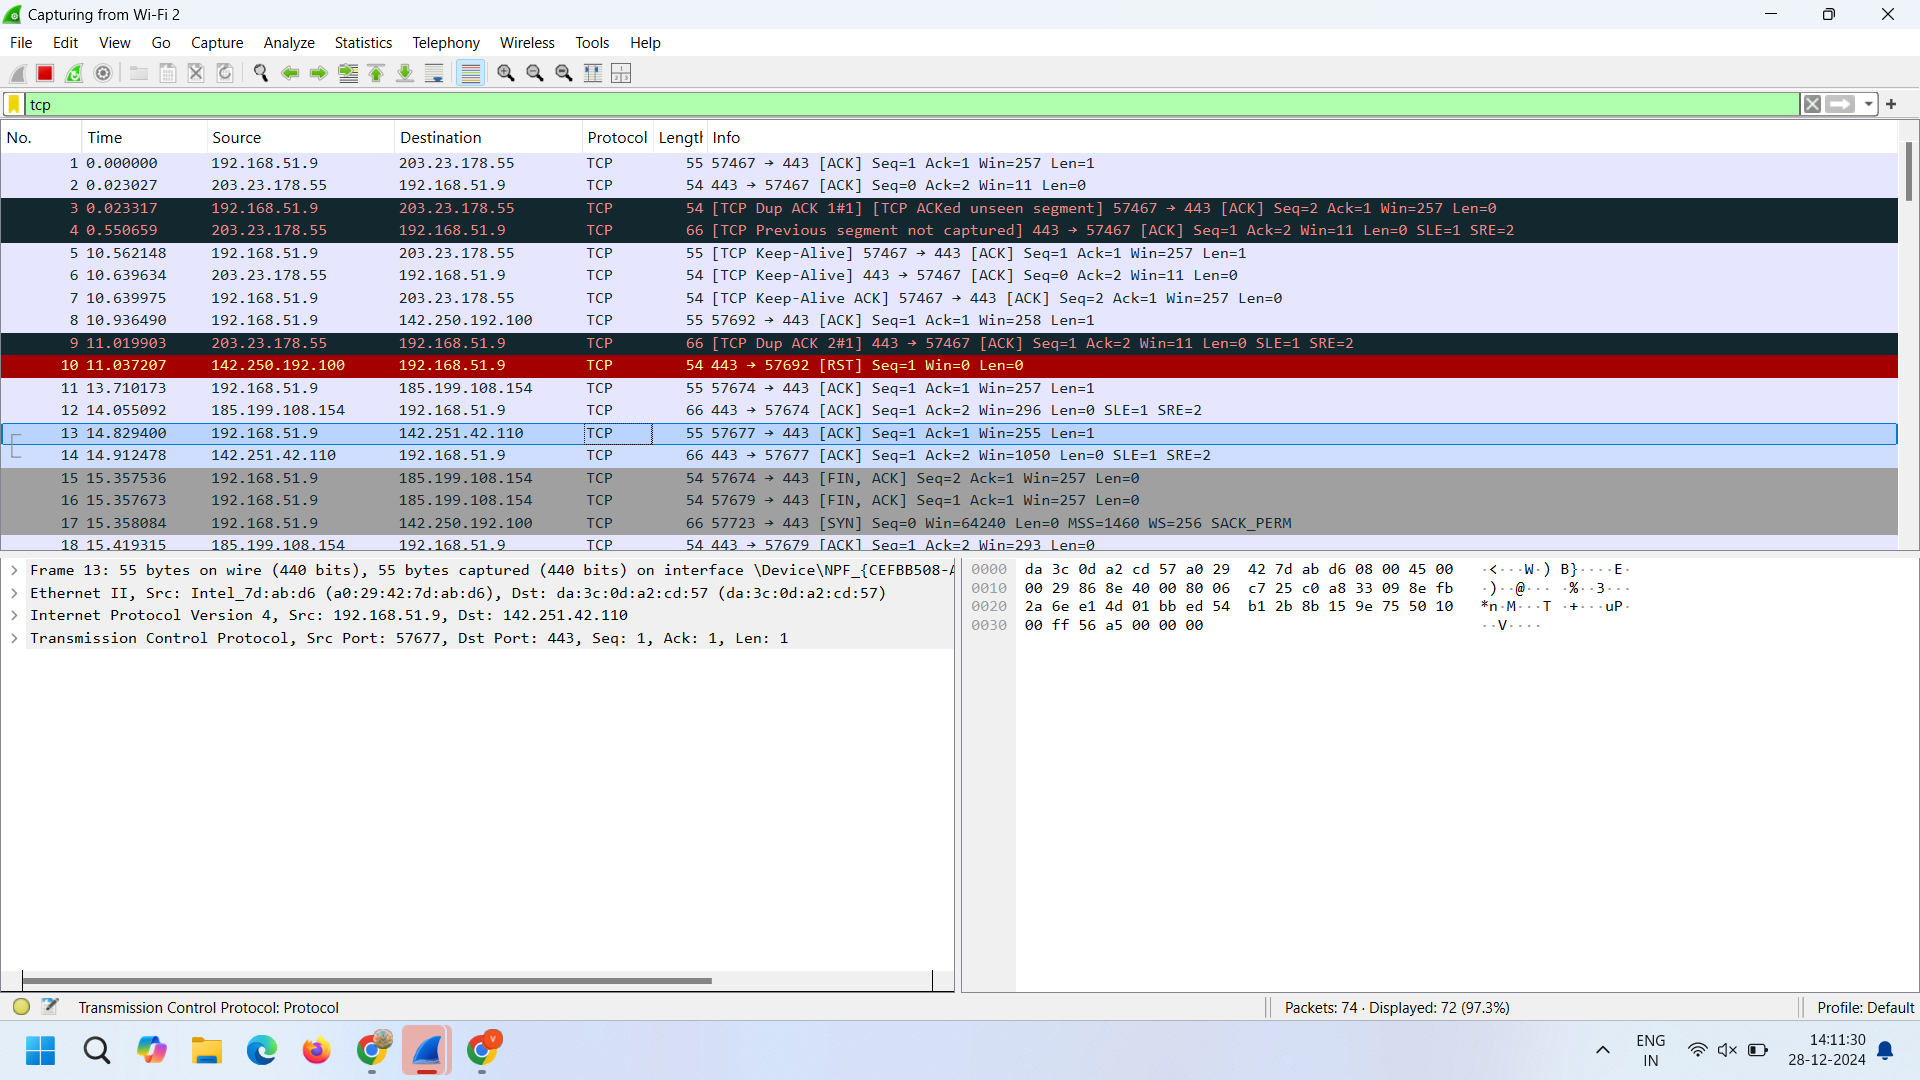 Capturing from Wi-Fi 2
File Edit View Go Capture Analyze Statistics Telephony Wireless Tools Help
tcp
No. Time Source Destination Protocol Length Info
1 0.000000 192.168.51.9 203.23.178.55 TCP 55 57467 → 443 [ACK] Seq=1 Ack=1 Win=257 Len=1
2 0.023027 203.23.178.55 192.168.51.9 TCP 54 443 → 57467 [ACK] Seq=0 Ack=2 Win=11 Len=0
3 0.023317 192.168.51.9 203.23.178.55 TCP 54 [TCP Dup ACK 1#1] [TCP ACKed unseen segment] 57467 → 443 [ACK] Seq=2 Ack=1 Win=257 Len=0
4 0.550659 203.23.178.55 192.168.51.9 TCP 66 [TCP Previous segment not captured] 443 → 57467 [ACK] Seq=1 Ack=2 Win=11 Len=0 SLE=1 SRE=2
5 10.562148 192.168.51.9 203.23.178.55 TCP 55 [TCP Keep-Alive] 57467 → 443 [ACK] Seq=1 Ack=1 Win=257 Len=1
6 10.639634 203.23.178.55 192.168.51.9 TCP 54 [TCP Keep-Alive] 443 → 57467 [ACK] Seq=0 Ack=2 Win=11 Len=0
7 10.639975 192.168.51.9 203.23.178.55 TCP 54 [TCP Keep-Alive ACK] 57467 → 443 [ACK] Seq=2 Ack=1 Win=257 Len=0
8 10.936490 192.168.51.9 142.250.192.100 TCP 55 57692 → 443 [ACK] Seq=1 Ack=1 Win=258 Len=1
9 11.019903 203.23.178.55 192.168.51.9 TCP 66 [TCP Dup ACK 2#1] 443 → 57467 [ACK] Seq=1 Ack=2 Win=11 Len=0 SLE=1 SRE=2
10 11.037207 142.250.192.100 192.168.51.9 TCP 54 443 → 57692 [RST] Seq=1 Win=0 Len=0
11 13.710173 192.168.51.9 185.199.108.154 TCP 55 57674 → 443 [ACK] Seq=1 Ack=1 Win=257 Len=1
12 14.055092 185.199.108.154 192.168.51.9 TCP 66 443 → 57674 [ACK] Seq=1 Ack=2 Win=296 Len=0 SLE=1 SRE=2
13 14.829400 192.168.51.9 142.251.42.110 TCP 55 57677 → 443 [ACK] Seq=1 Ack=1 Win=255 Len=1
14 14.912478 142.251.42.110 192.168.51.9 TCP 66 443 → 57677 [ACK] Seq=1 Ack=2 Win=1050 Len=0 SLE=1 SRE=2
15 15.357536 192.168.51.9 185.199.108.154 TCP 54 57674 → 443 [FIN, ACK] Seq=2 Ack=1 Win=257 Len=0
16 15.357673 192.168.51.9 185.199.108.154 TCP 54 57679 → 443 [FIN, ACK] Seq=1 Ack=1 Win=257 Len=0
17 15.358084 192.168.51.9 142.250.192.100 TCP 66 57723 → 443 [SYN] Seq=0 Win=64240 Len=0 MSS=1460 WS=256 SACK_PERM
18 15.419315 185.199.108.154 192.168.51.9 TCP 54 443 → 57679 [ACK] Seq=1 Ack=2 Win=293 Len=0
Frame 13: 55 bytes on wire (440 bits), 55 bytes captured (440 bits) on interface \Device\NPF_{CEFBB508-A
Ethernet II, Src: Intel_7d:ab:d6 (a0:29:42:7d:ab:d6), Dst: da:3c:0d:a2:cd:57 (da:3c:0d:a2:cd:57)
Internet Protocol Version 4, Src: 192.168.51.9, Dst: 142.251.42.110
Transmission Control Protocol, Src Port: 57677, Dst Port: 443, Seq: 1, Ack: 1, Len: 1
0000 da 3c 0d a2 cd 57 a0 29 42 7d ab d6 08 00 45 00 ·<···W·) B}····E·
0010 00 29 86 8e 40 00 80 06 c7 25 c0 a8 33 09 8e fb ·)··@··· ·%··3···
0020 2a 6e e1 4d 01 bb ed 54 b1 2b 8b 15 9e 75 50 10 *n·M···T ·+···uP·
0030 00 ff 56 a5 00 00 00 ··V····
Transmission Control Protocol: Protocol
Packets: 74 · Displayed: 72 (97.3%)
Profile: Default
ENG
IN
14:11:30
28-12-2024